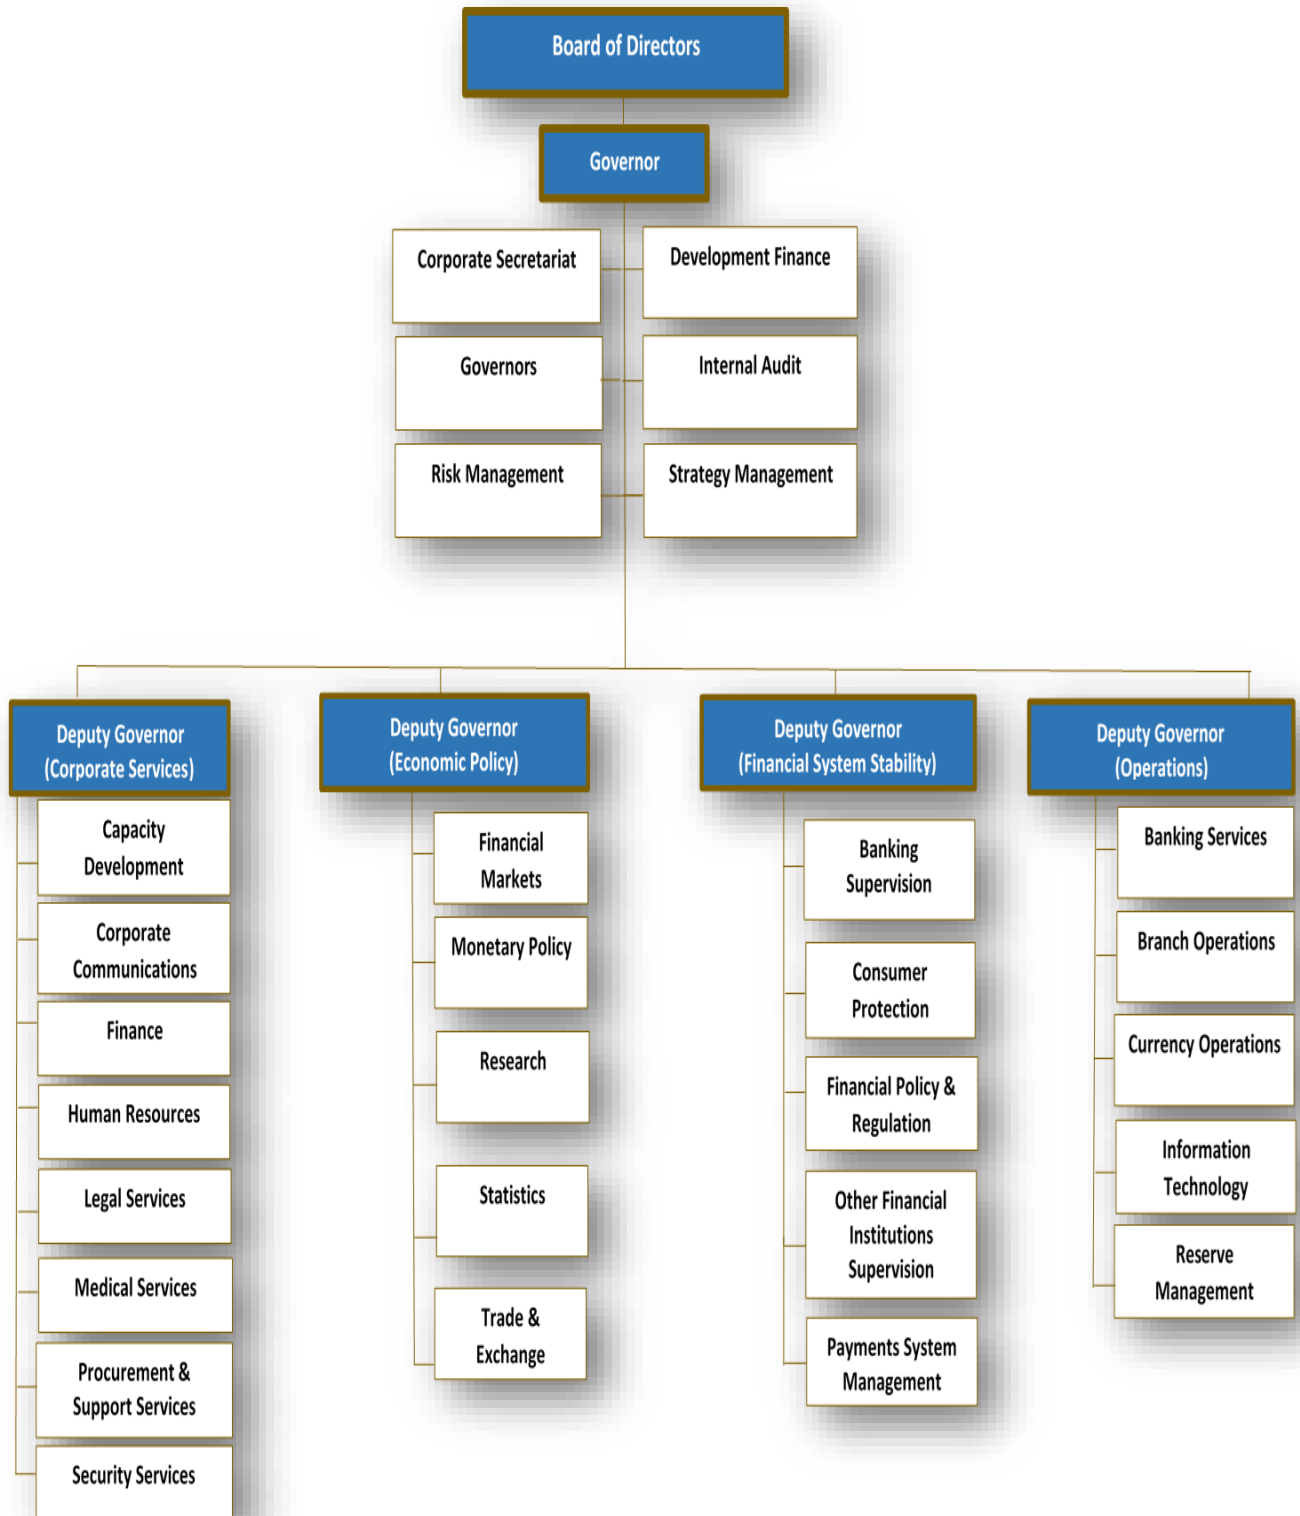 Board of Directors
Governor
Corporate Secretariat
Development Finance
Governors
Internal Audit
Risk Management
Strategy Management
Deputy Governor
(Corporate Services)
Capacity
Development
Corporate
Communications
Finance
Human Resources
Legal Services
Medical Services
Procurement &
Support Services
Security Services
Deputy Governor
(Economic Policy)
Financial
Markets
Monetary Policy
Research
Statistics
Trade &
Exchange
Deputy Governor
(Financial System Stability)
Banking
Supervision
Consumer
Protection
Financial Policy &
Regulation
Other Financial
Institutions
Supervision
Payments System
Management
Deputy Governor
(Operations)
Banking Services
Branch Operations
Currency Operations
Information
Technology
Reserve
Management